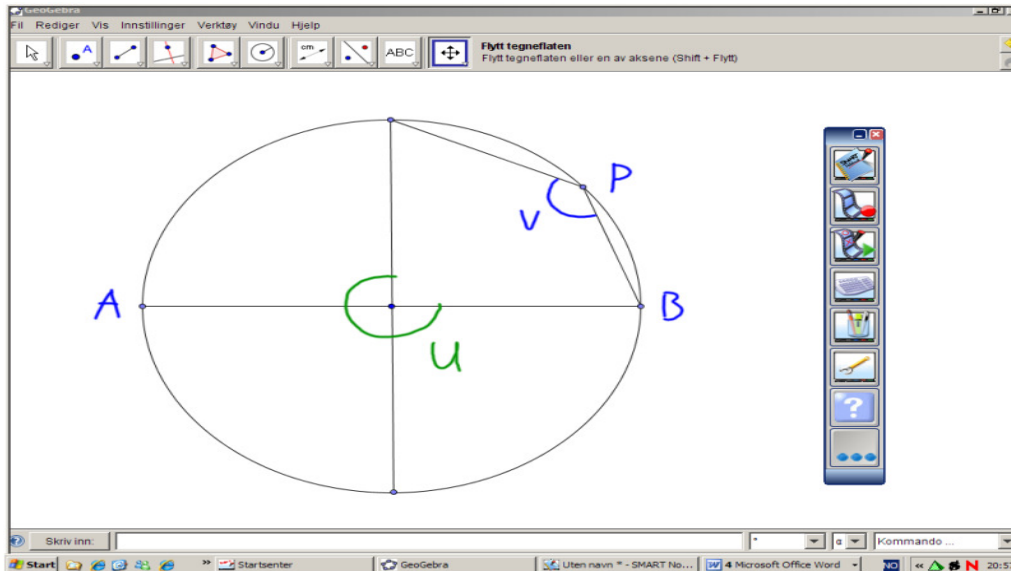 GeoGebra
Fil Rediger Vis Innstillinger Verktøy Vindu Hjelp
A
cm
ABC
Flytt tegneflaten
Flytt tegneflaten eller en av aksene (Shift + Flytt)
P
V
A
B
U
Skriv inn:
°
α
Kommando ...
Start
»
Startsenter
GeoGebra
Uten navn * - SMART No...
4 Microsoft Office Word
NO
«
N